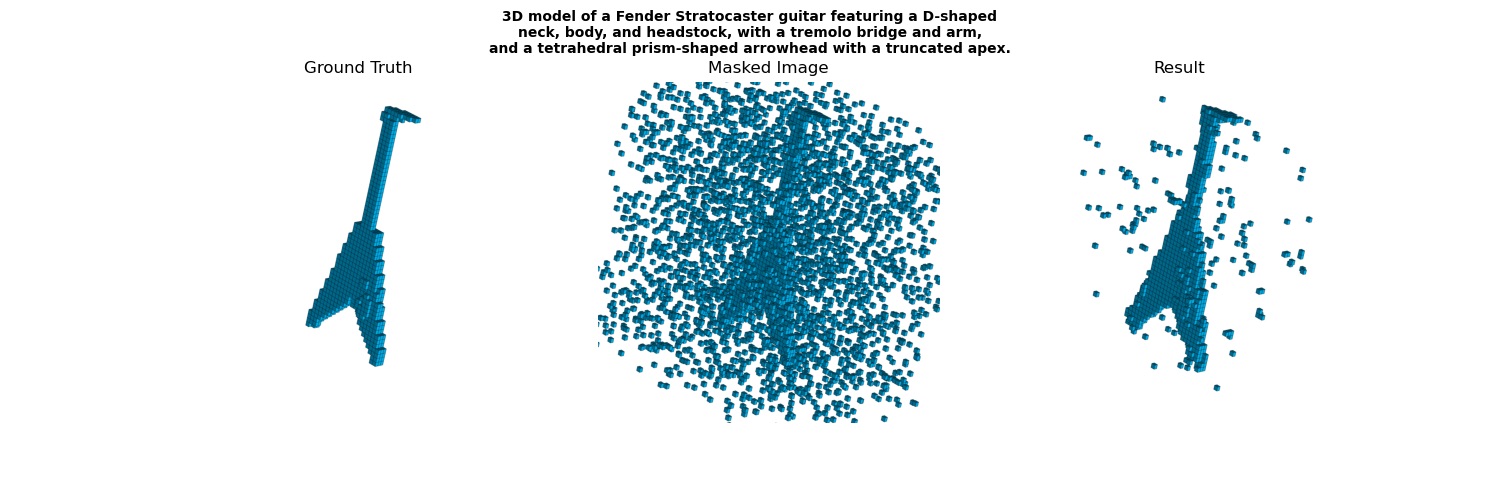 3D model of a Fender Stratocaster guitar featuring a D-shaped
neck, body, and headstock, with a tremolo bridge and arm,
and a tetrahedral prism-shaped arrowhead with a truncated apex.
Ground Truth
Masked Image
Result